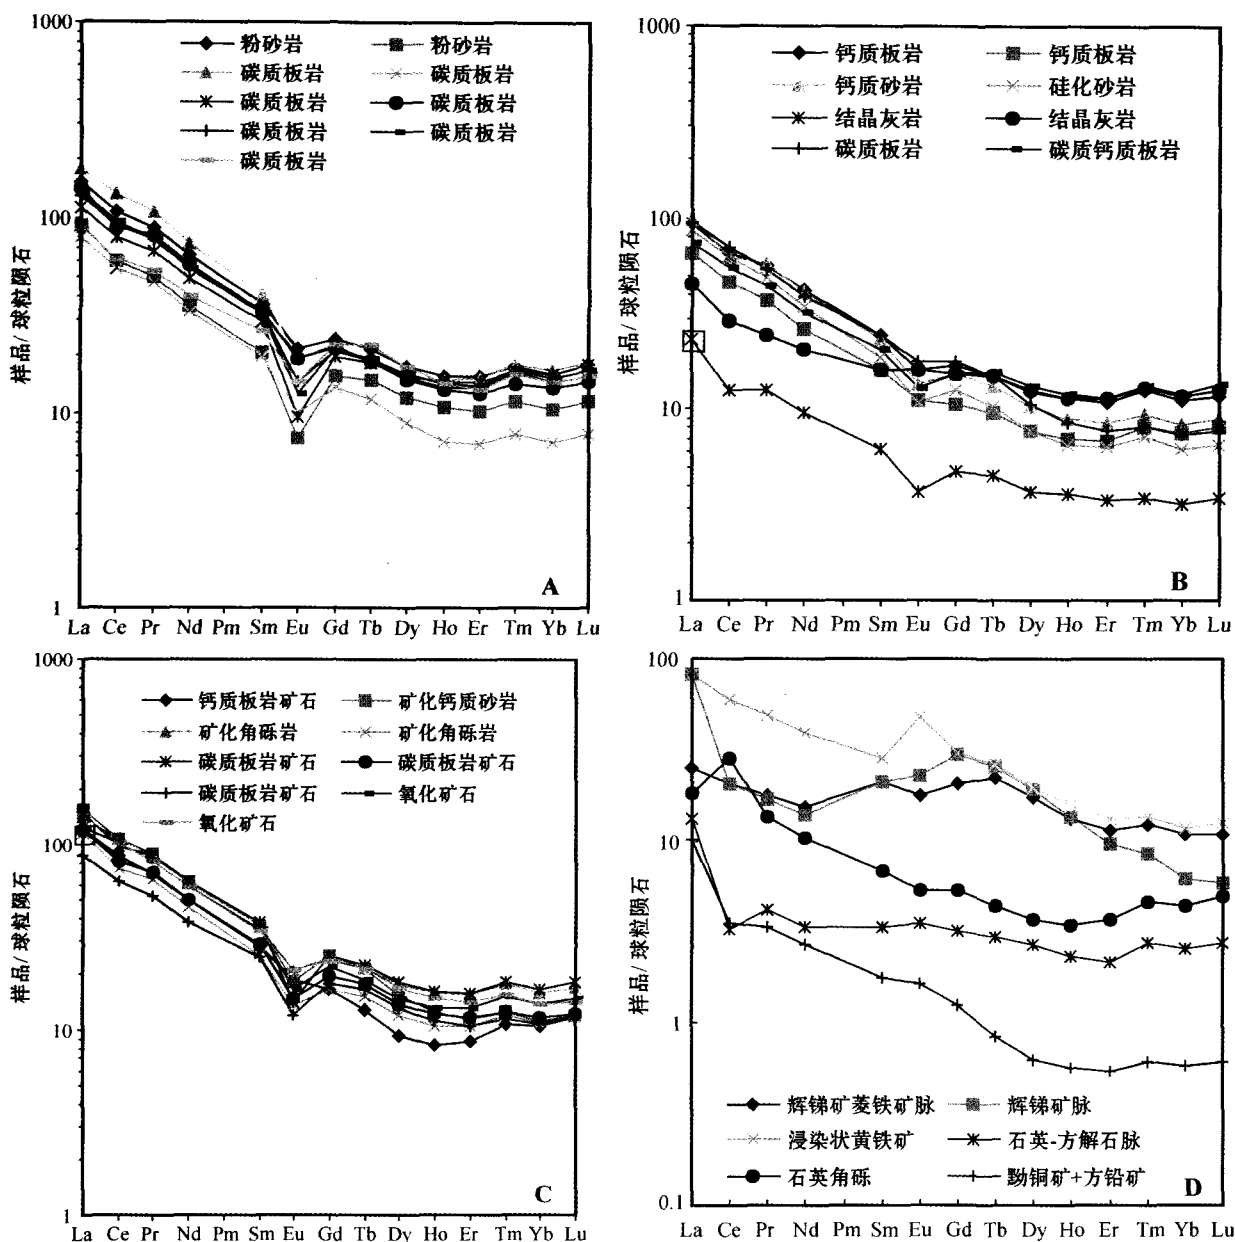 1000
100
10
1
样品/球粒陨石
粉砂岩 粉砂岩
碳质板岩 碳质板岩
碳质板岩 碳质板岩
碳质板岩 碳质板岩
碳质板岩
A
La Ce Pr Nd Pm Sm Eu Gd Tb Dy Ho Er Tm Yb Lu
1000
100
10
1
样品/球粒陨石
钙质板岩 钙质板岩
钙质砂岩 硅化砂岩
结晶灰岩 结晶灰岩
碳质板岩 碳质钙质板岩
B
La Ce Pr Nd Pm Sm Eu Gd Tb Dy Ho Er Tm Yb Lu
1000
100
10
1
样品/球粒陨石
钙质板岩矿石 矿化钙质砂岩
矿化角砾岩 矿化角砾岩
碳质板岩矿石 碳质板岩矿石
碳质板岩矿石 氧化矿石
氧化矿石
C
La Ce Pr Nd Pm Sm Eu Gd Tb Dy Ho Er Tm Yb Lu
100
10
1
0.1
样品/球粒陨石
辉锑矿菱铁矿脉 辉锑矿脉
浸染状黄铁矿 石英-方解石脉
石英角砾 黝铜矿+方铅矿
D
La Ce Pr Nd Pm Sm Eu Gd Tb Dy Ho Er Tm Yb Lu